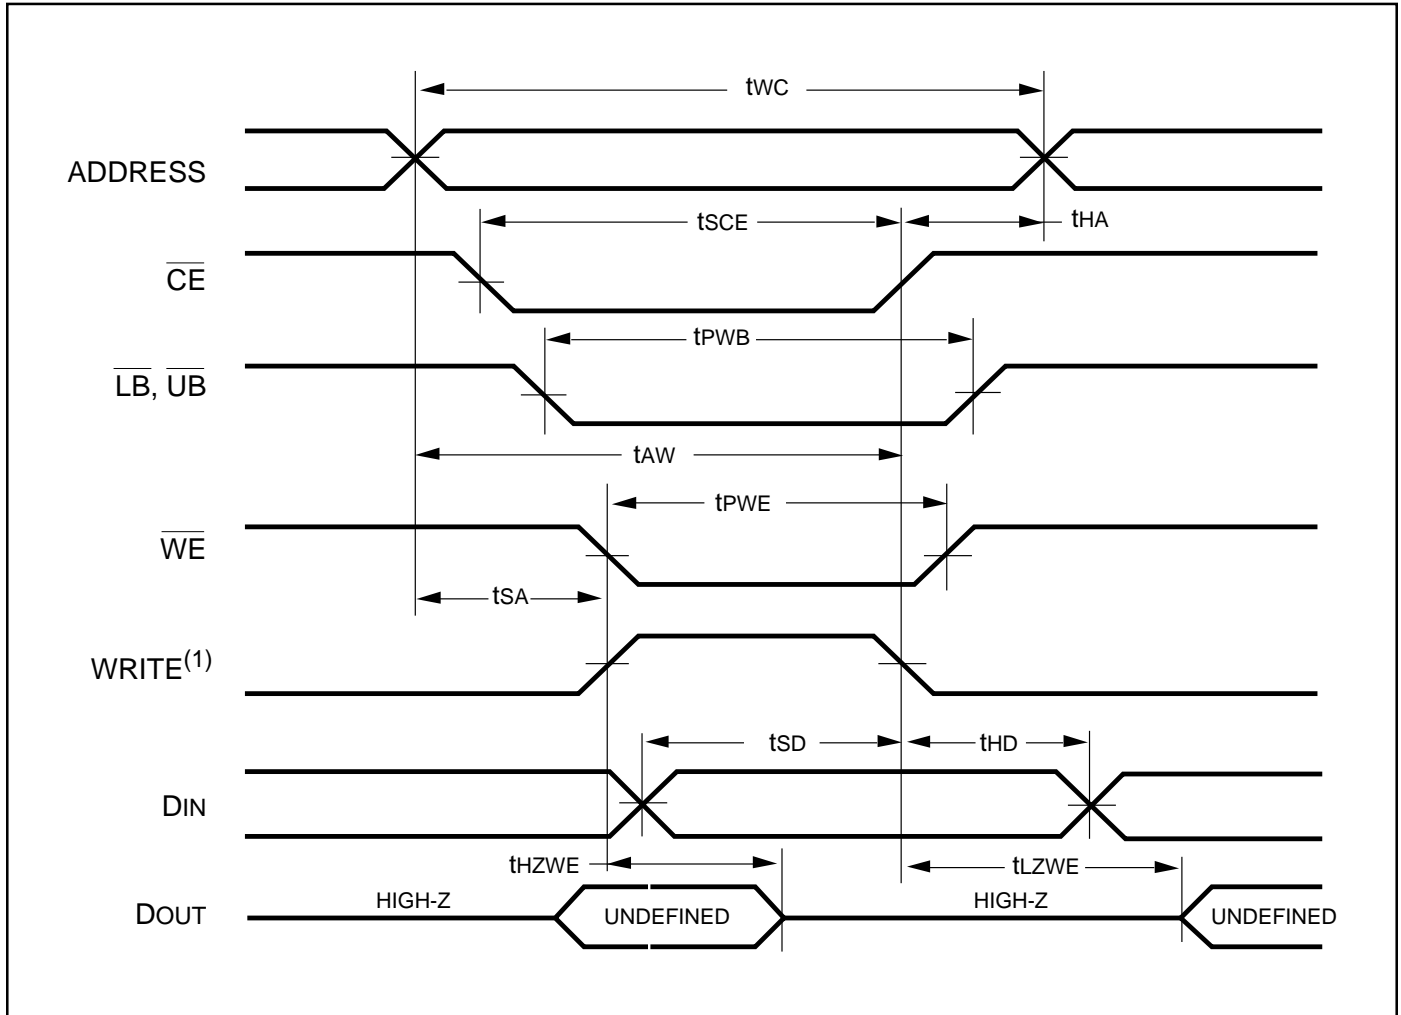 tWC
ADDRESS
tSCE
tHA
CE
tPWB
LB, UB
tAW
tPWE
WE
tSA
WRITE(1)
tSD
tHD
DIN
tHZWE
tLZWE
DOUT
HIGH-Z
UNDEFINED
HIGH-Z
UNDEFINED